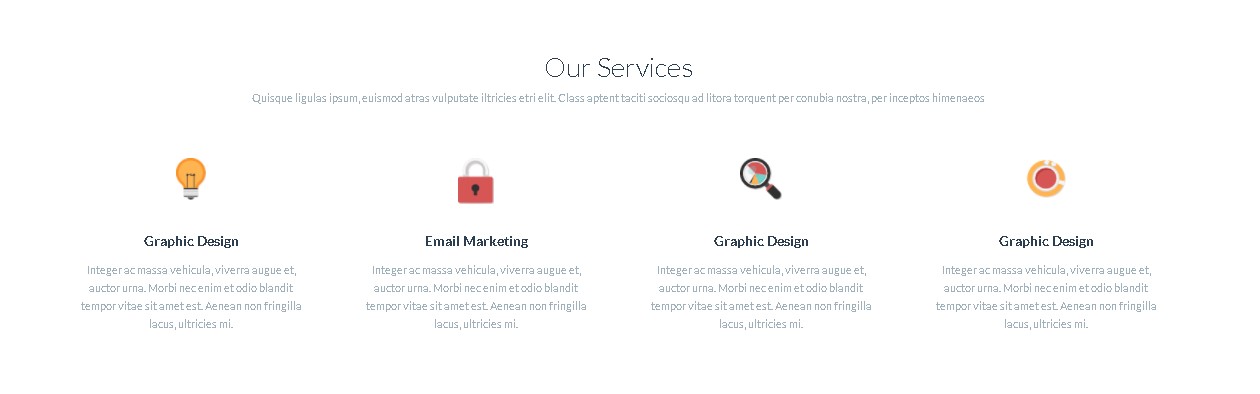 Our Services
Quisque ligulas ipsum, euismod atras vulputate iltricies etri elit. Class aptent taciti sociosqu ad litora torquent per conubia nostra, per inceptos himenaeos
Graphic Design
Integer ac massa vehicula, viverra augue et,
auctor urna. Morbi nec enim et odio blandit
tempor vitae sit amet est. Aenean non fringilla
lacus, ultricies mi.
Email Marketing
Integer ac massa vehicula, viverra augue et,
auctor urna. Morbi nec enim et odio blandit
tempor vitae sit amet est. Aenean non fringilla
lacus, ultricies mi.
Graphic Design
Integer ac massa vehicula, viverra augue et,
auctor urna. Morbi nec enim et odio blandit
tempor vitae sit amet est. Aenean non fringilla
lacus, ultricies mi.
Graphic Design
Integer ac massa vehicula, viverra augue et,
auctor urna. Morbi nec enim et odio blandit
tempor vitae sit amet est. Aenean non fringilla
lacus, ultricies mi.